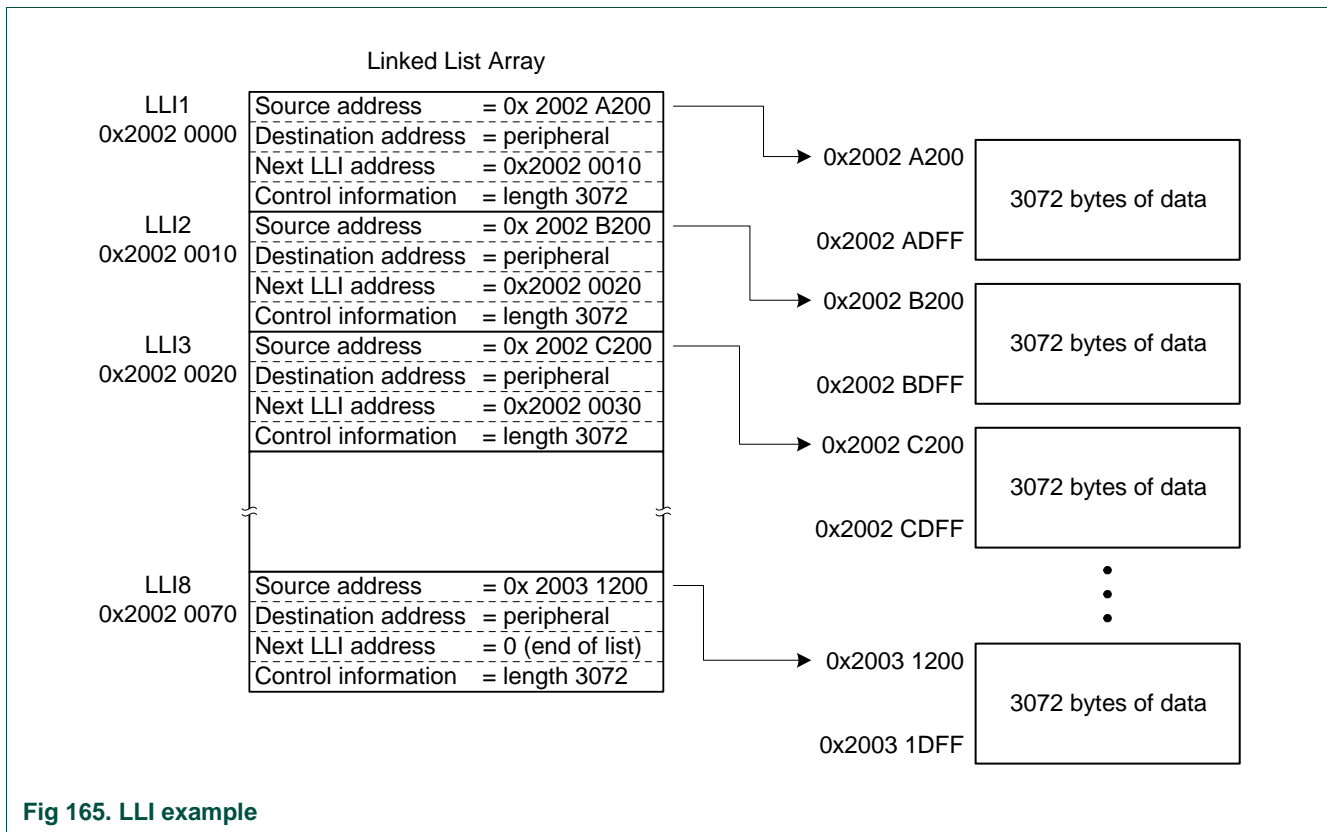 Linked List Array
LLI1
0x2002 0000
Source address = 0x 2002 A200
Destination address = peripheral
Next LLI address = 0x2002 0010
Control information = length 3072
LLI2
0x2002 0010
Source address = 0x 2002 B200
Destination address = peripheral
Next LLI address = 0x2002 0020
Control information = length 3072
LLI3
0x2002 0020
Source address = 0x 2002 C200
Destination address = peripheral
Next LLI address = 0x2002 0030
Control information = length 3072
LLI8
0x2002 0070
Source address = 0x 2003 1200
Destination address = peripheral
Next LLI address = 0 (end of list)
Control information = length 3072
0x2002 A200
3072 bytes of data
0x2002 ADFF
0x2002 B200
3072 bytes of data
0x2002 BDFF
0x2002 C200
3072 bytes of data
0x2002 CDFF
0x2003 1200
3072 bytes of data
0x2003 1DFF
Fig 165. LLI example